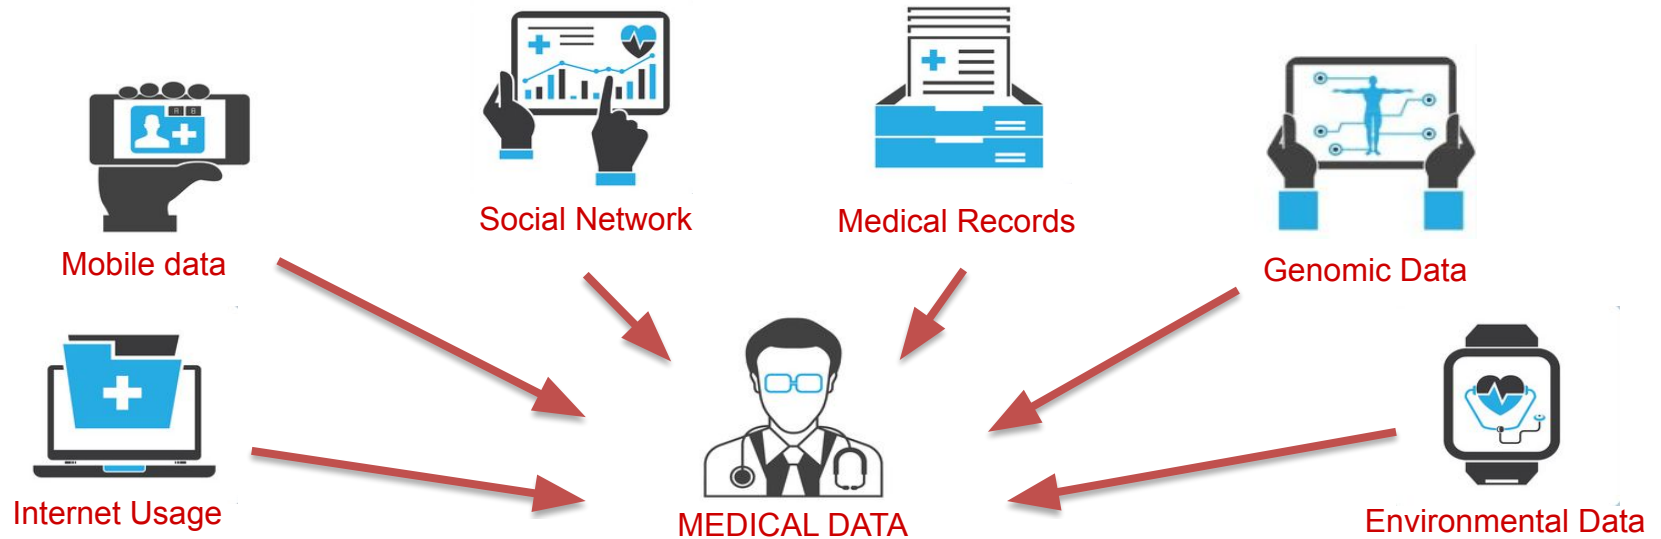 Social Network
Medical Records
Mobile data
Genomic Data
Internet Usage
MEDICAL DATA
Environmental Data